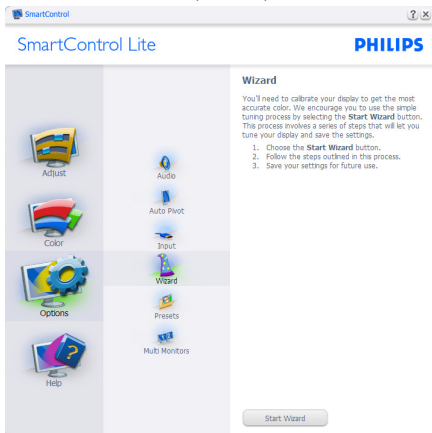 SmartControl
SmartControl Lite
PHILIPS
Adjust
Color
Options
Help
Audio
Auto Pivot
Input
Wizard
Presets
Multi Monitors
Wizard
You'll need to calibrate your display to get the most
accurate color. We encourage you to use the simple
tuning process by selecting the Start Wizard button.
This process involves a series of steps that will let you
tune your display and save the settings.
1. Choose the Start Wizard button.
2. Follow the steps outlined in this process.
3. Save your settings for future use.
Start Wizard